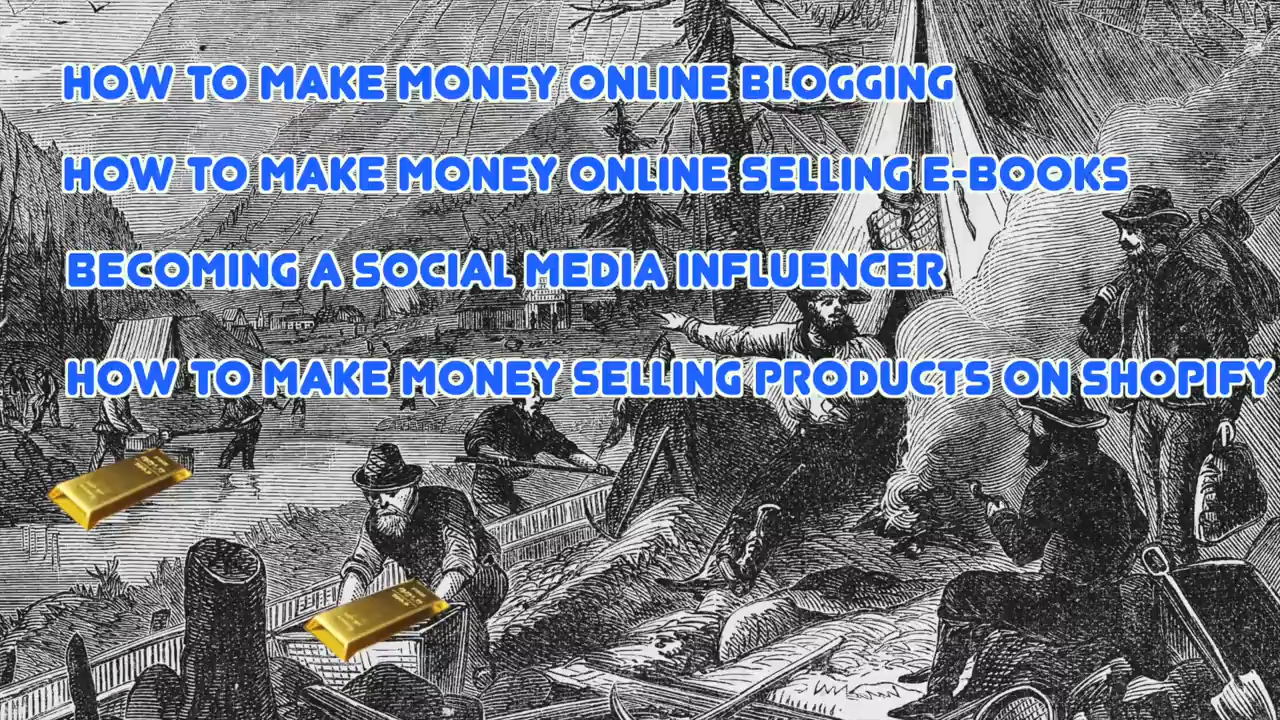 HOW TO MAKE MONEY ONLINE BLOGGING
HOW TO MAKE MONEY ONLINE SELLING E-BOOKS
BECOMING A SOCIAL MEDIA INFLUENCER
HOW TO MAKE MONEY SELLING PRODUCTS ON SHOPIFY